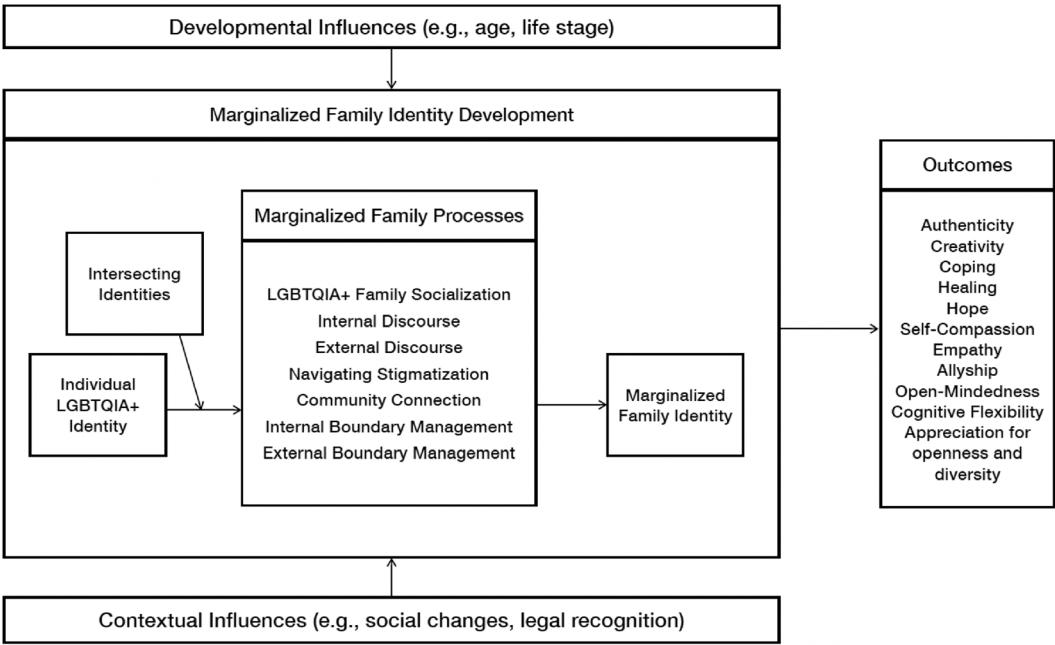 Developmental Influences (e.g., age, life stage)
Marginalized Family Identity Development
Outcomes
Marginalized Family Processes
Intersecting
Identities
Individual
LGBTQIA+
Identity
LGBTQIA+ Family Socialization
Internal Discourse
External Discourse
Navigating Stigmatization
Community Connection
Internal Boundary Management
External Boundary Management
Marginalized
Family Identity
Authenticity
Creativity
Coping
Healing
Hope
Self-Compassion
Empathy
Allyship
Open-Mindedness
Cognitive Flexibility
Appreciation for
openness and
diversity
Contextual Influences (e.g., social changes, legal recognition)